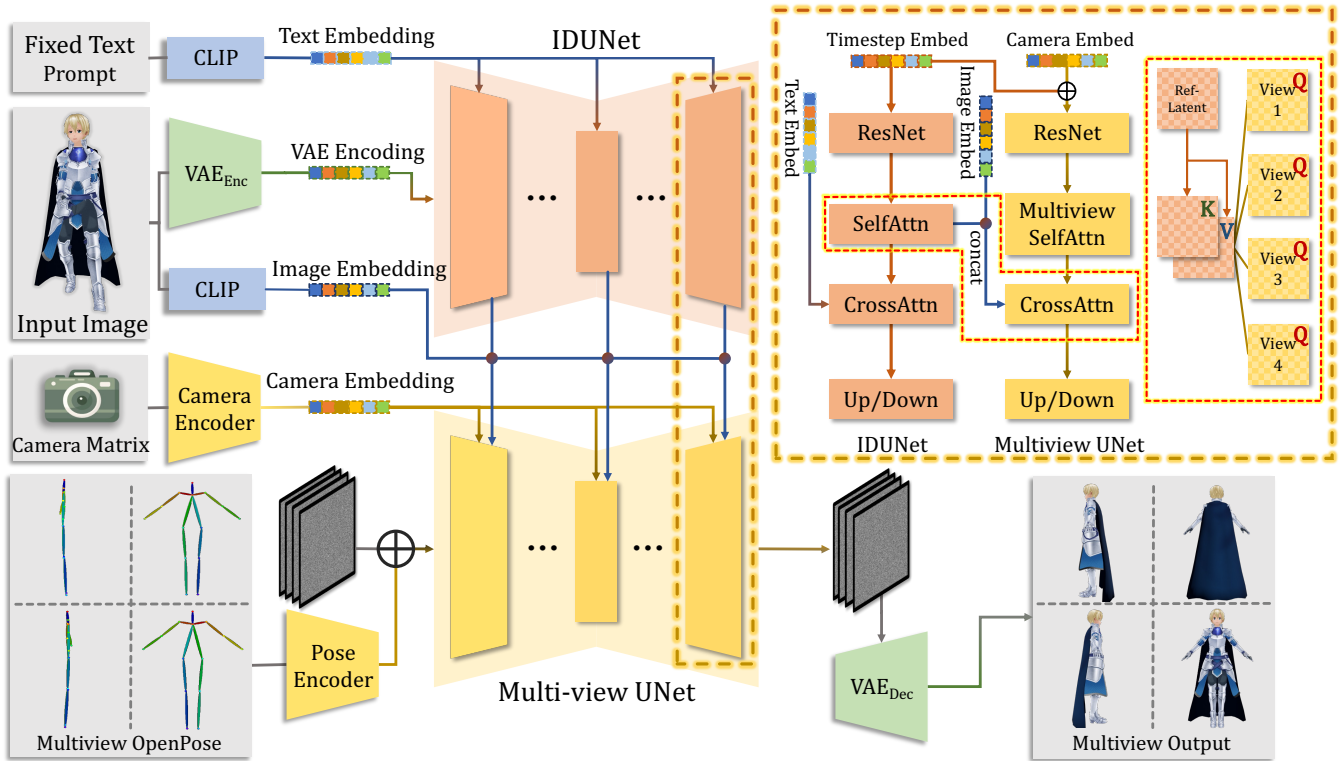 Fixed Text
Prompt
CLIP
Text Embedding
IDUNet
VAE Encoding
VAEEnc
Image Embedding
CLIP
Input Image
Camera
Encoder
Camera Embedding
Camera Matrix
...
...
...
...
Pose
Encoder
Multiview OpenPose
Multi-view UNet
VAEDec
Multiview Output
Timestep Embed
Camera Embed
Text Embed
Image Embed
ResNet
ResNet
SelfAttn
Multiview
SelfAttn
concat
CrossAttn
CrossAttn
Up/Down
Up/Down
IDUNet
Multiview UNet
Ref-
Latent
K
V
Q
View
1
Q
View
2
Q
View
3
Q
View
4